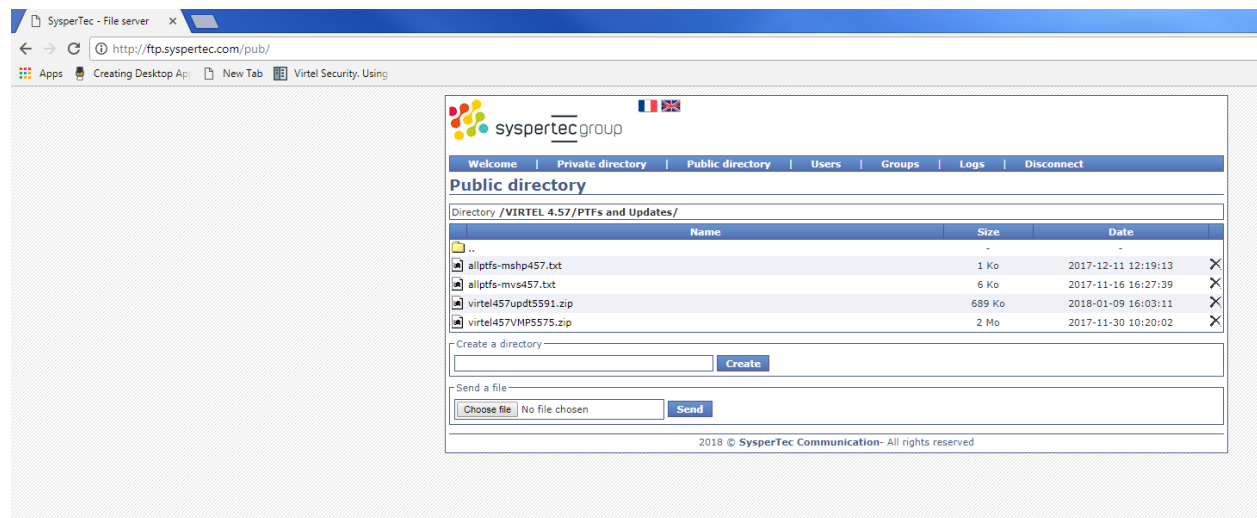 SysperTec - File server
http://ftp.syspertec.com/pub/
Apps Creating Desktop Ap New Tab Virtel Security. Using
syspertecgroup
Welcome | Private directory | Public directory | Users | Groups | Logs | Disconnect
Public directory
Directory /VIRTEL 4.57/PTFs and Updates/
Name Size Date
.. - -
allptfs-mshp457.txt 1 Ko 2017-12-11 12:19:13
allptfs-mvs457.txt 6 Ko 2017-11-16 16:27:39
virtel457updt5591.zip 689 Ko 2018-01-09 16:03:11
virtel457VMP5575.zip 2 Mo 2017-11-30 10:20:02
Create a directory
Create
Send a file
Choose file No file chosen Send
2018 © SysperTec Communication- All rights reserved